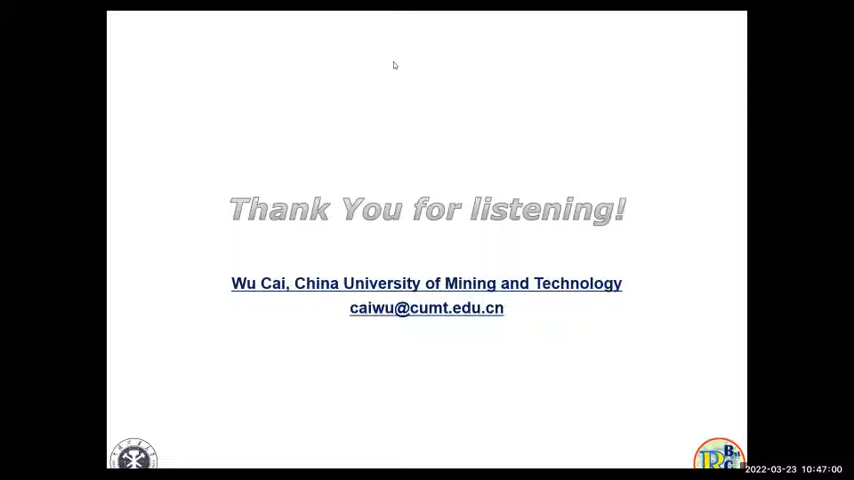 Thank You for listening!
Wu Cai, China University of Mining and Technology
caiwu@cumt.edu.cn
2022-03-23 10:47:00